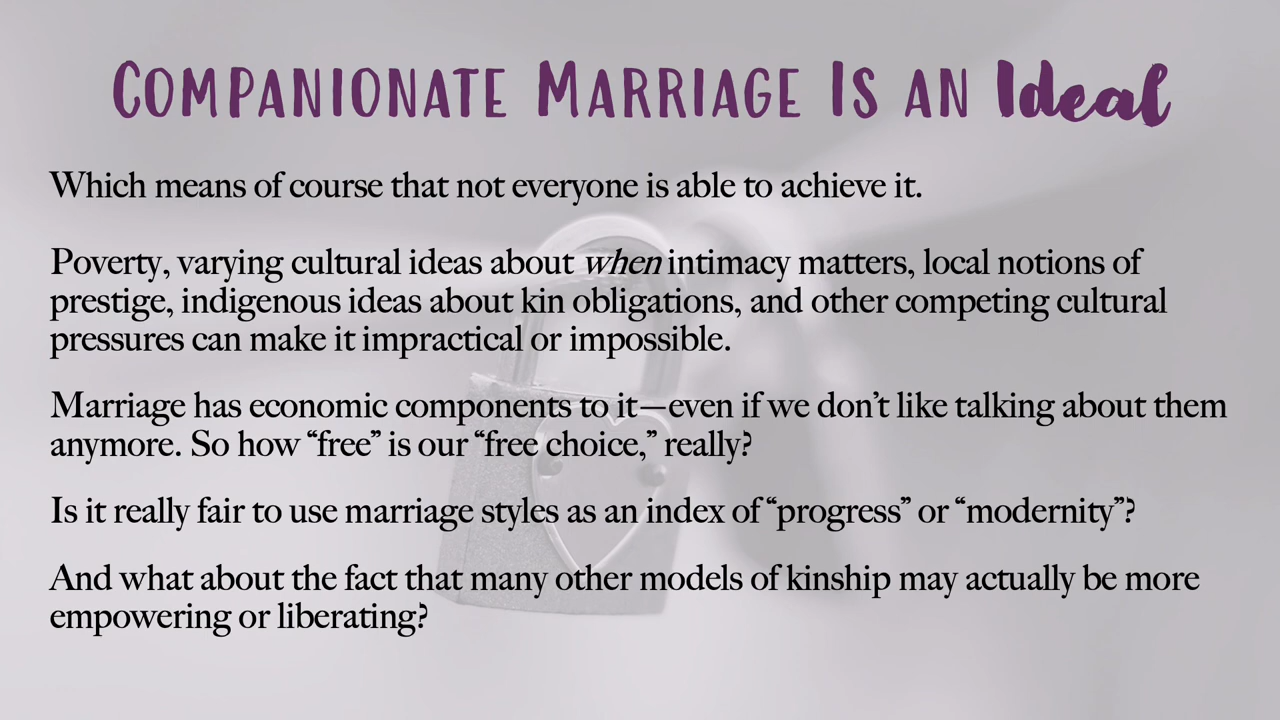 Companionate Marriage Is an Ideal
Which means of course that not everyone is able to achieve it.
Poverty, varying cultural ideas about when intimacy matters, local notions of
prestige, indigenous ideas about kin obligations, and other competing cultural
pressures can make it impractical or impossible.
Marriage has economic components to it—even if we don’t like talking about them
anymore. So how “free” is our “free choice,” really?
Is it really fair to use marriage styles as an index of “progress” or “modernity”?
And what about the fact that many other models of kinship may actually be more
empowering or liberating?